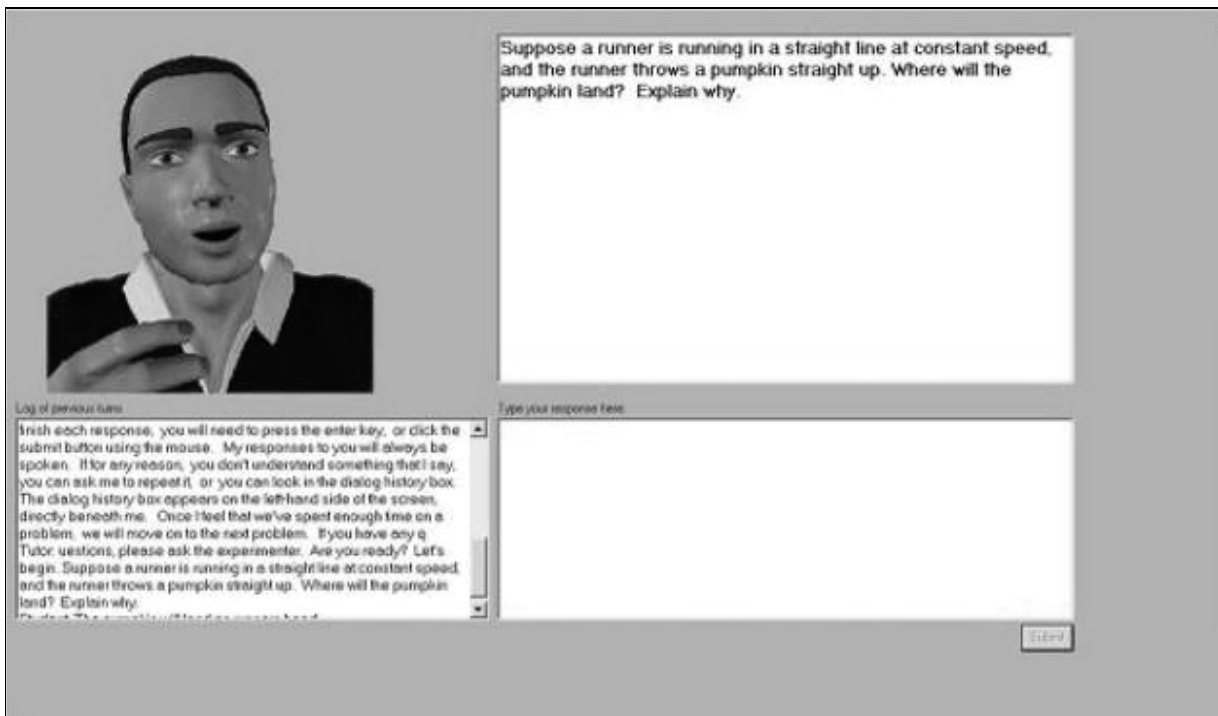 Suppose a runner is running in a straight line at constant speed,
and the runner throws a pumpkin straight up. Where will the
pumpkin land?  Explain why.
Log of previous turns
finish each response, you will need to press the enter key, or click the
submit button using the mouse.  My responses to you will always be
spoken.  If for any reason, you don't understand something that I say,
you can ask me to repeat it, or you can look in the dialog history box.
The dialog history box appears on the left-hand side of the screen,
directly beneath me.  Once I feel that we've spent enough time on a
problem, we will move on to the next problem.  If you have any q
Tutor: uestions, please ask the experimenter.  Are you ready?  Let's
begin. Suppose a runner is running in a straight line at constant speed,
and the runner throws a pumpkin straight up.  Where will the pumpkin
land?  Explain why.
Type your response here
Submit